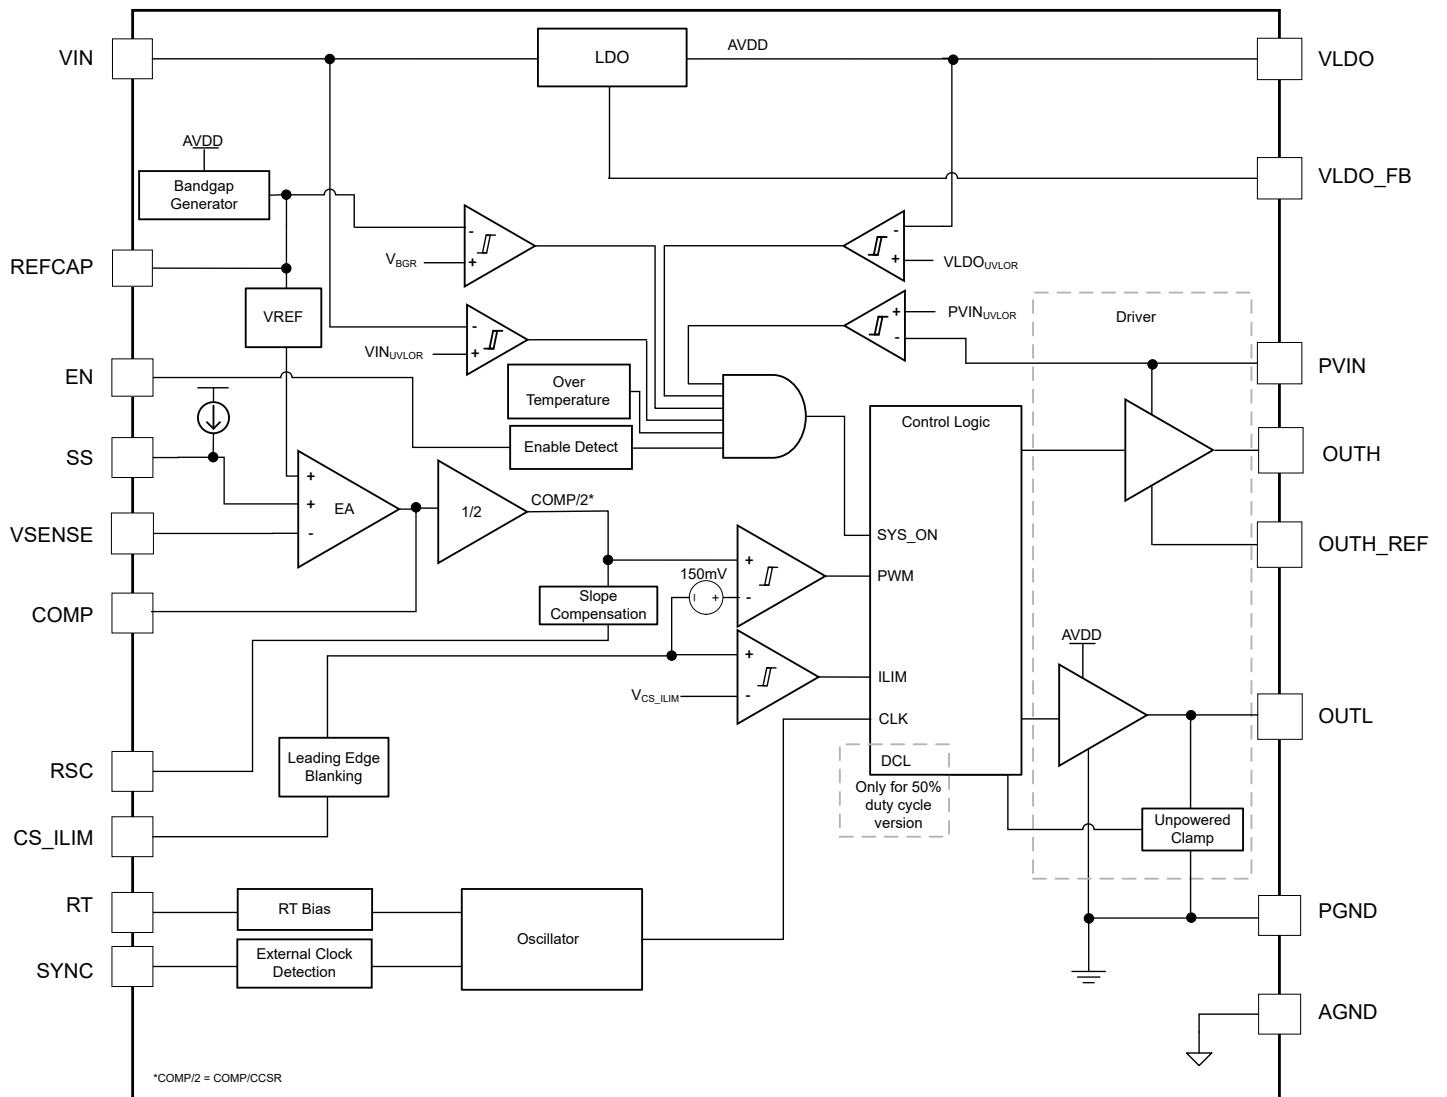 VIN
LDO
AVDD
VLDO
AVDD
Bandgap
Generator
VLDO_FB
-
V_BGR
+
-
+
VLDO_UVLOR
REFCAP
VREF
-
VIN_UVLOR
+
+
PVIN_UVLOR
-
Driver
EN
Over
Temperature
PVIN
Enable Detect
Control Logic
SS
+
+
EA
-
1/2
COMP/2*
OUTH
VSENSE
SYS_ON
OUTH_REF
COMP
Slope
Compensation
150mV
+
-
PWM
AVDD
+
V_CS_ILIM
-
ILIM
CLK
OUTL
RSC
Leading Edge
Blanking
DCL
Only for 50%
duty cycle
version
Unpowered
Clamp
CS_ILIM
RT
RT Bias
Oscillator
PGND
SYNC
External Clock
Detection
AGND
*COMP/2 = COMP/CCSR